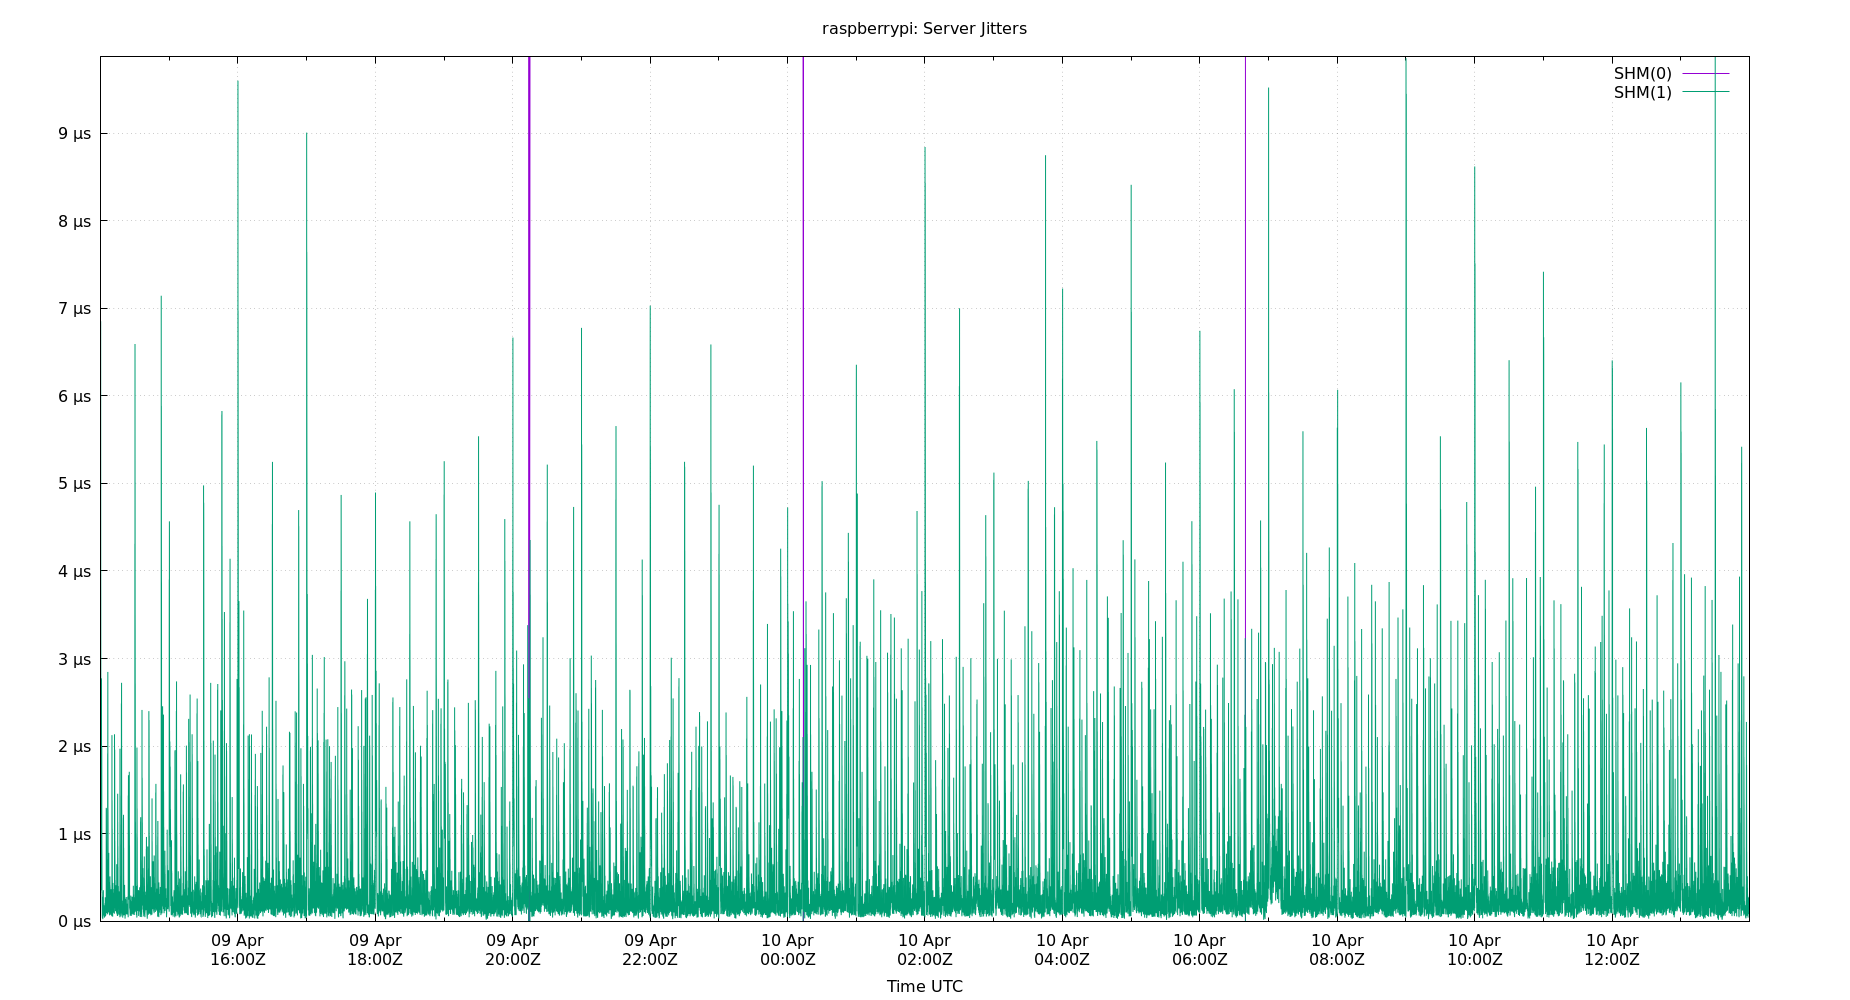 raspberrypi: Server Jitters
SHM(0)
SHM(1)
9 µs
8 µs
7 µs
6 µs
5 µs
4 µs
3 µs
2 µs
1 µs
0 µs
09 Apr 09 Apr 09 Apr 09 Apr 10 Apr 10 Apr 10 Apr 10 Apr 10 Apr 10 Apr 10 Apr
16:00Z 18:00Z 20:00Z 22:00Z 00:00Z 02:00Z 04:00Z 06:00Z 08:00Z 10:00Z 12:00Z
Time UTC